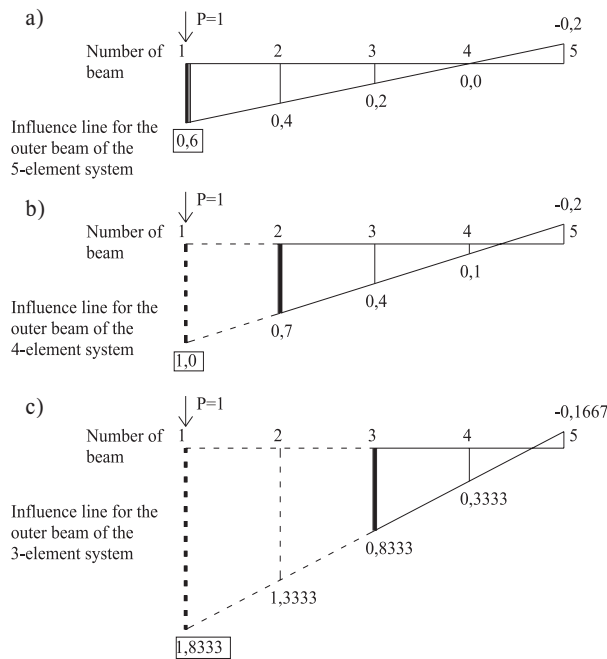 a)
P=1
-0,2
Number of
beam
1 2 3 4 5
0,0
0,2
0,4
0,6
Influence line for the
outer beam of the
5-element system
b)
P=1
-0,2
Number of
beam
1 2 3 4 5
0,1
0,4
0,7
1,0
Influence line for the
outer beam of the
4-element system
c)
P=1
-0,1667
Number of
beam
1 2 3 4 5
0,3333
0,8333
1,3333
1,8333
Influence line for the
outer beam of the
3-element system